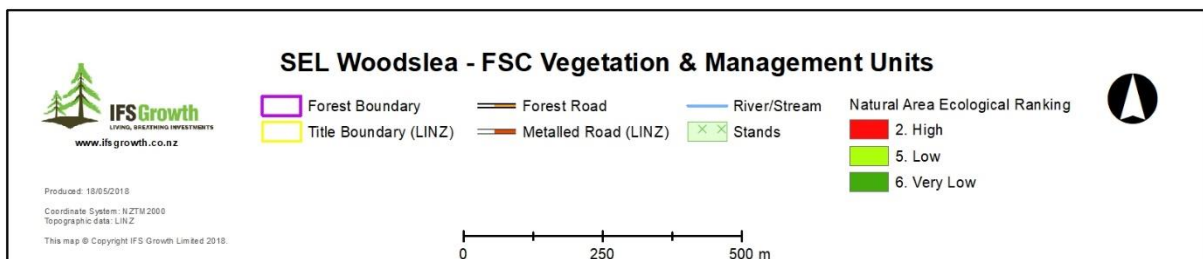 SEL Woodslea - FSC Vegetation & Management Units
IFSGrowth
LIVING, BREATHING INVESTMENTS
www.ifsgrowth.co.nz
Forest Boundary
Title Boundary (LINZ)
Forest Road
Metalled Road (LINZ)
River/Stream
Stands
Natural Area Ecological Ranking
2. High
5. Low
6. Very Low
Produced: 18/05/2018
Coordinate System: NZTM2000
Topographic data: LINZ
This map © Copyright IFS Growth Limited 2018.
0 250 500 m